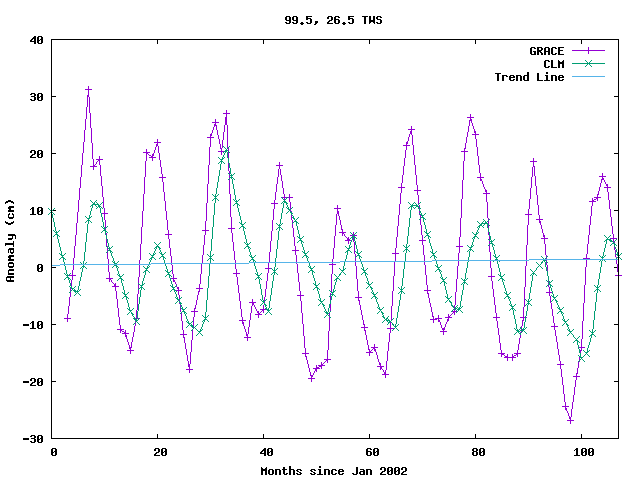 99.5, 26.5 TWS
GRACE
CLM
Trend Line
40
30
20
10
0
-10
-20
-30
Anomaly (cm)
0 20 40 60 80 100
Months since Jan 2002